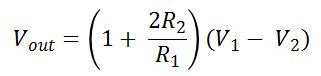 V_out = (1 + 2R_2/R_1) (V_1 − V_2)